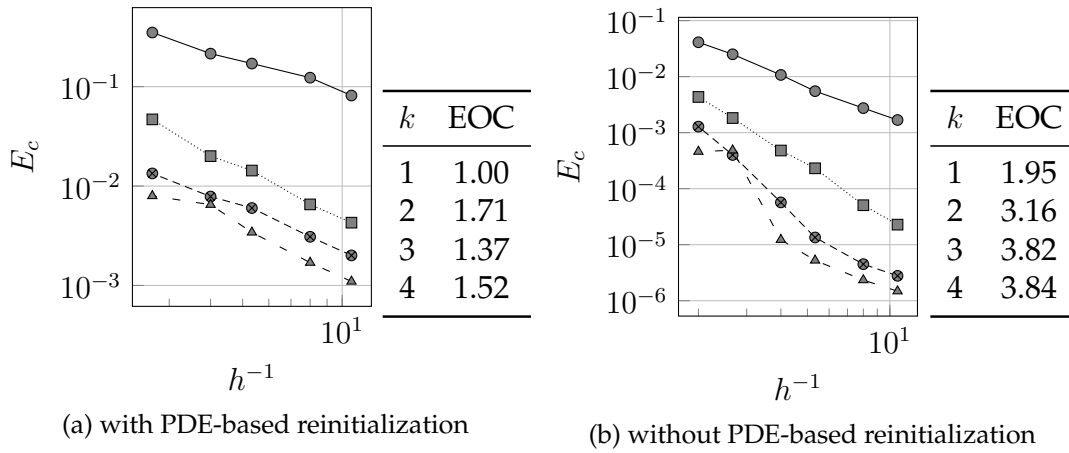 10^{-1}
10^{-2}
10^{-3}
E_c
10^1
h^{-1}
k EOC
1 1.00
2 1.71
3 1.37
4 1.52
(a) with PDE-based reinitialization
10^{-1}
10^{-2}
10^{-3}
10^{-4}
10^{-5}
10^{-6}
E_c
10^1
h^{-1}
k EOC
1 1.95
2 3.16
3 3.82
4 3.84
(b) without PDE-based reinitialization